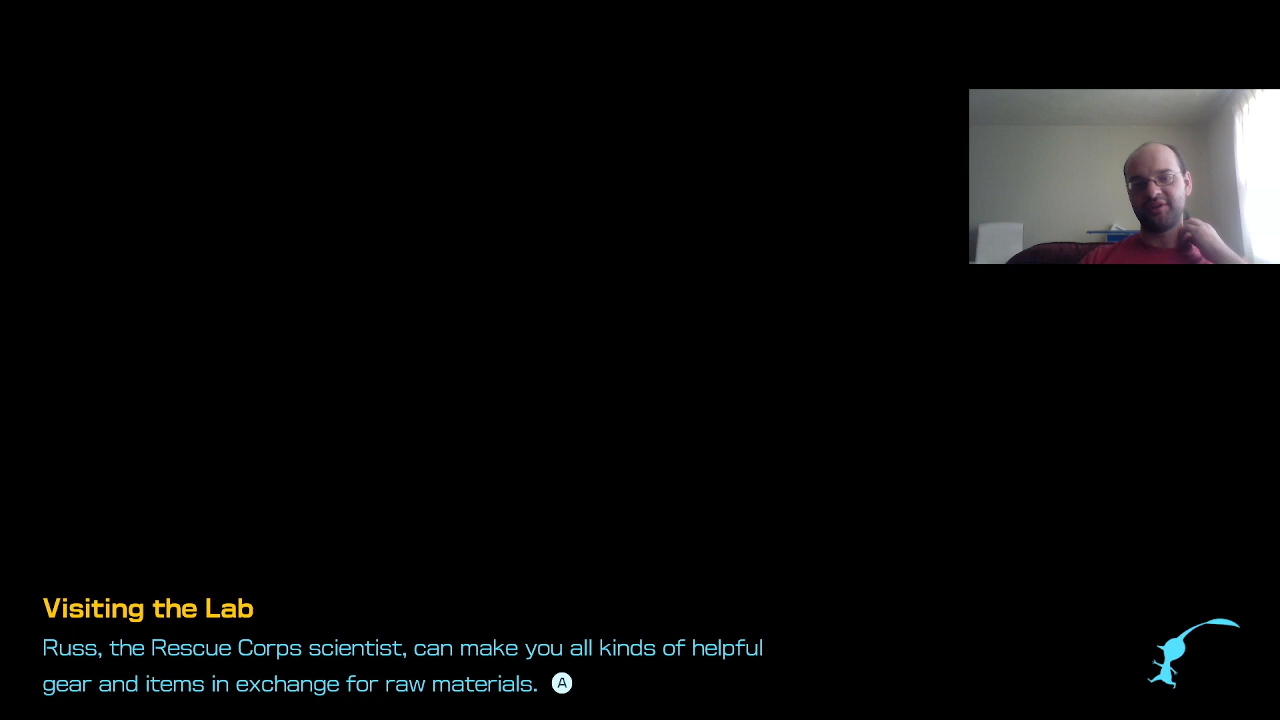 Visiting the Lab
Russ, the Rescue Corps scientist, can make you all kinds of helpful
gear and items in exchange for raw materials. A